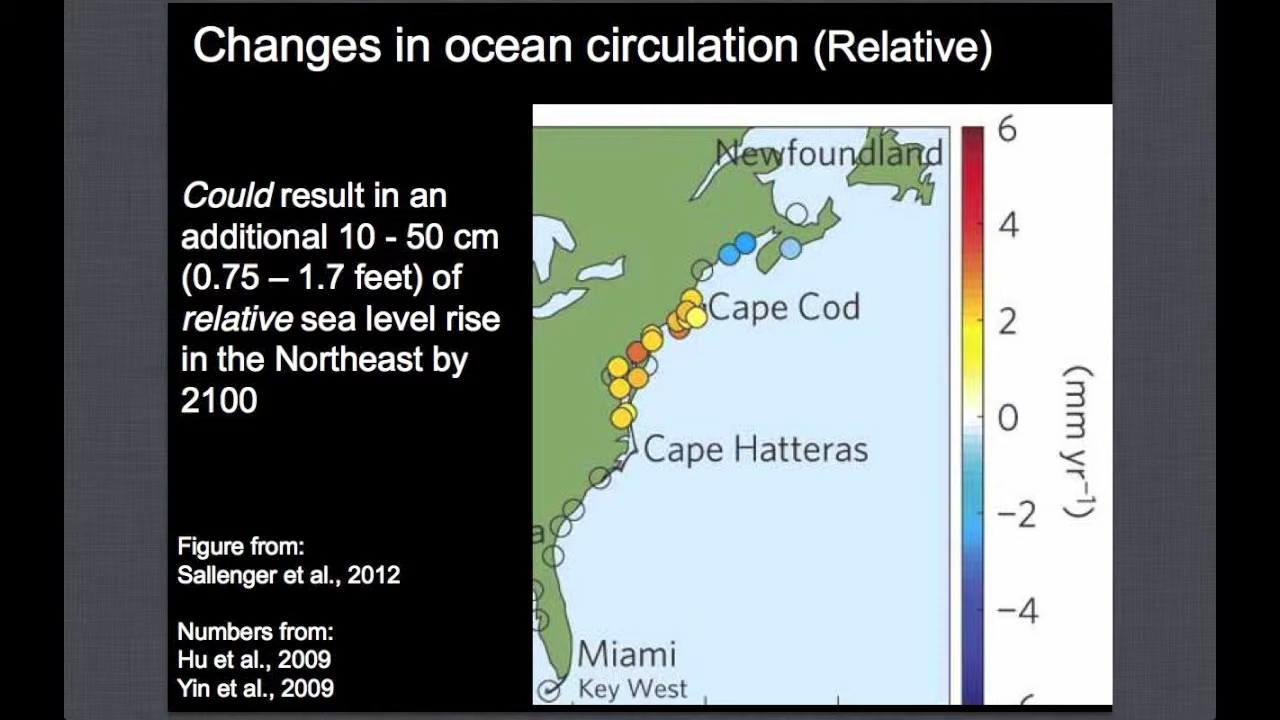 Changes in ocean circulation (Relative)
Could result in an
additional 10 - 50 cm
(0.75 – 1.7 feet) of
relative sea level rise
in the Northeast by
2100
Figure from:
Sallenger et al., 2012
Numbers from:
Hu et al., 2009
Yin et al., 2009
Newfoundland
Cape Cod
Cape Hatteras
a
Miami
Key West
6
4
2
0
−2
−4
(mm yr⁻¹)